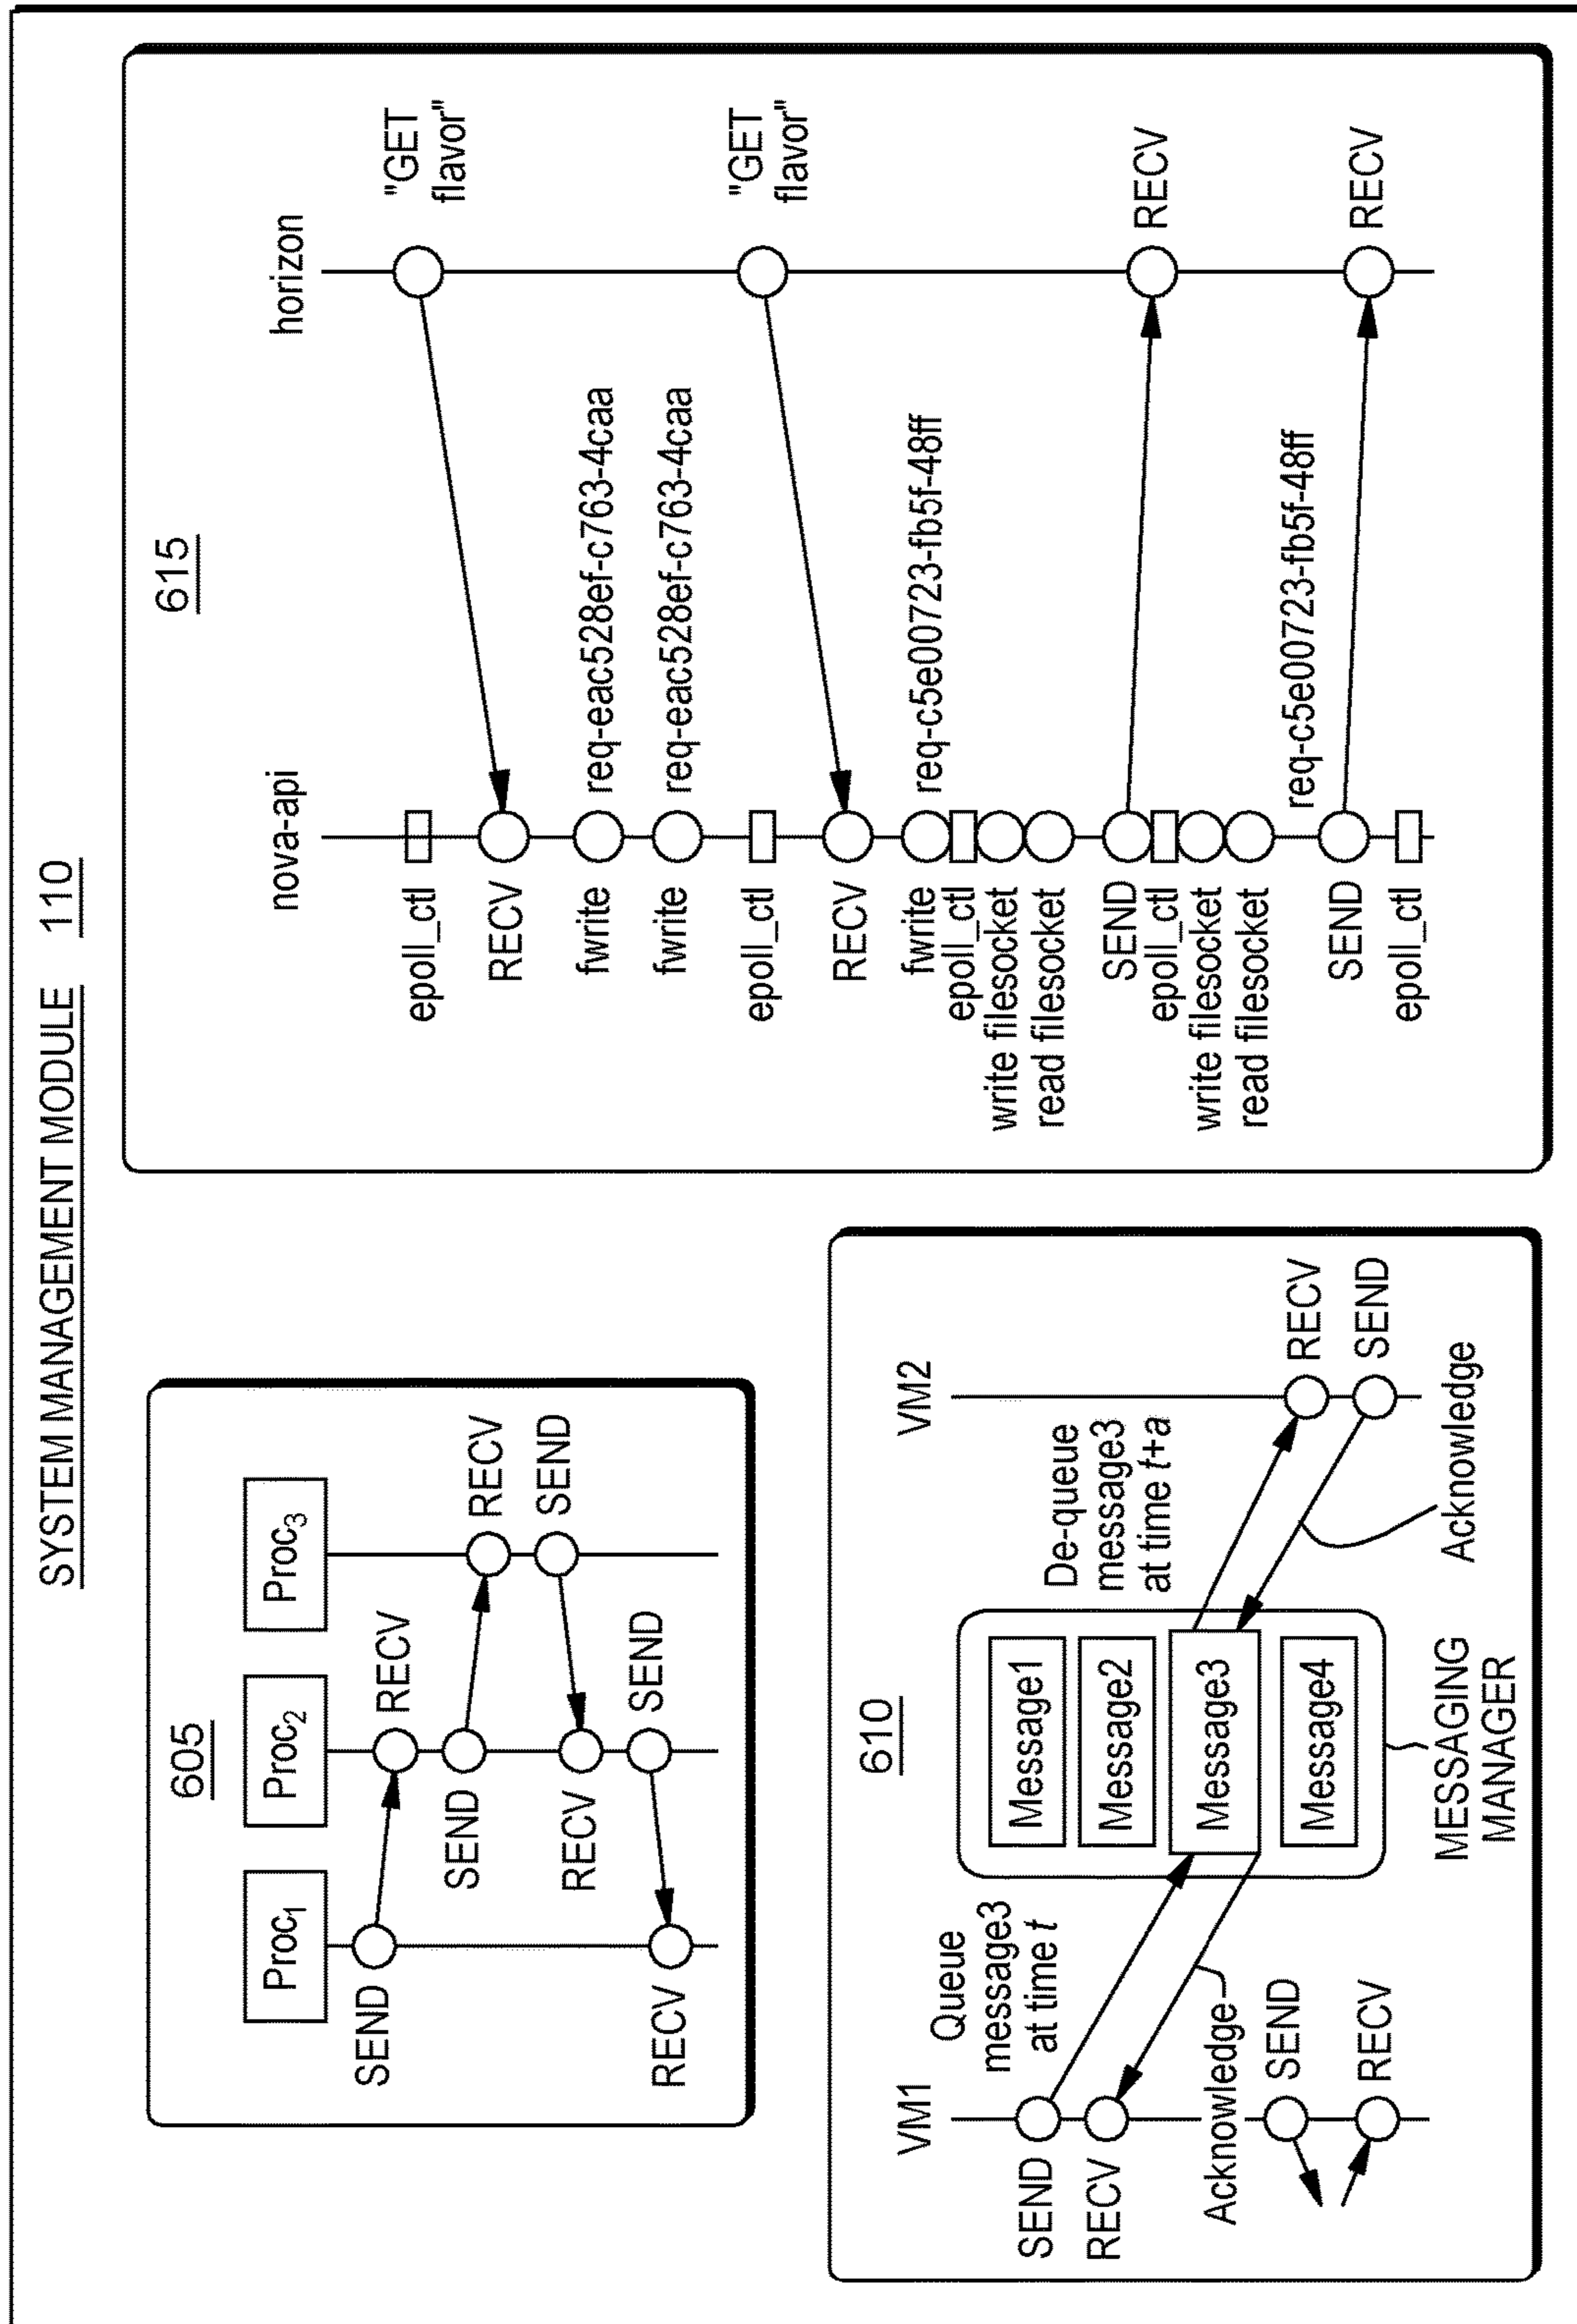 SYSTEM MANAGEMENT MODULE 110
605
Proc1
Proc2
Proc3
SEND
RECV
SEND
RECV
SEND
RECV
SEND
RECV
610
VM1
VM2
Queue
message3
at time t
De-queue
message3
at time t+a
SEND
RECV
Acknowledge
SEND
RECV
Message1
Message2
Message3
Message4
RECV
SEND
Acknowledge
MESSAGING
MANAGER
615
nova-api
horizon
epoll_ctl
"GET
flavor"
RECV
fwrite
req-eac528ef-c763-4caa
fwrite
req-eac528ef-c763-4caa
epoll_ctl
"GET
flavor"
RECV
fwrite
req-c5e00723-fb5f-48ff
epoll_ctl
write filesocket
read filesocket
SEND
RECV
epoll_ctl
write filesocket
read filesocket
req-c5e00723-fb5f-48ff
SEND
RECV
epoll_ctl